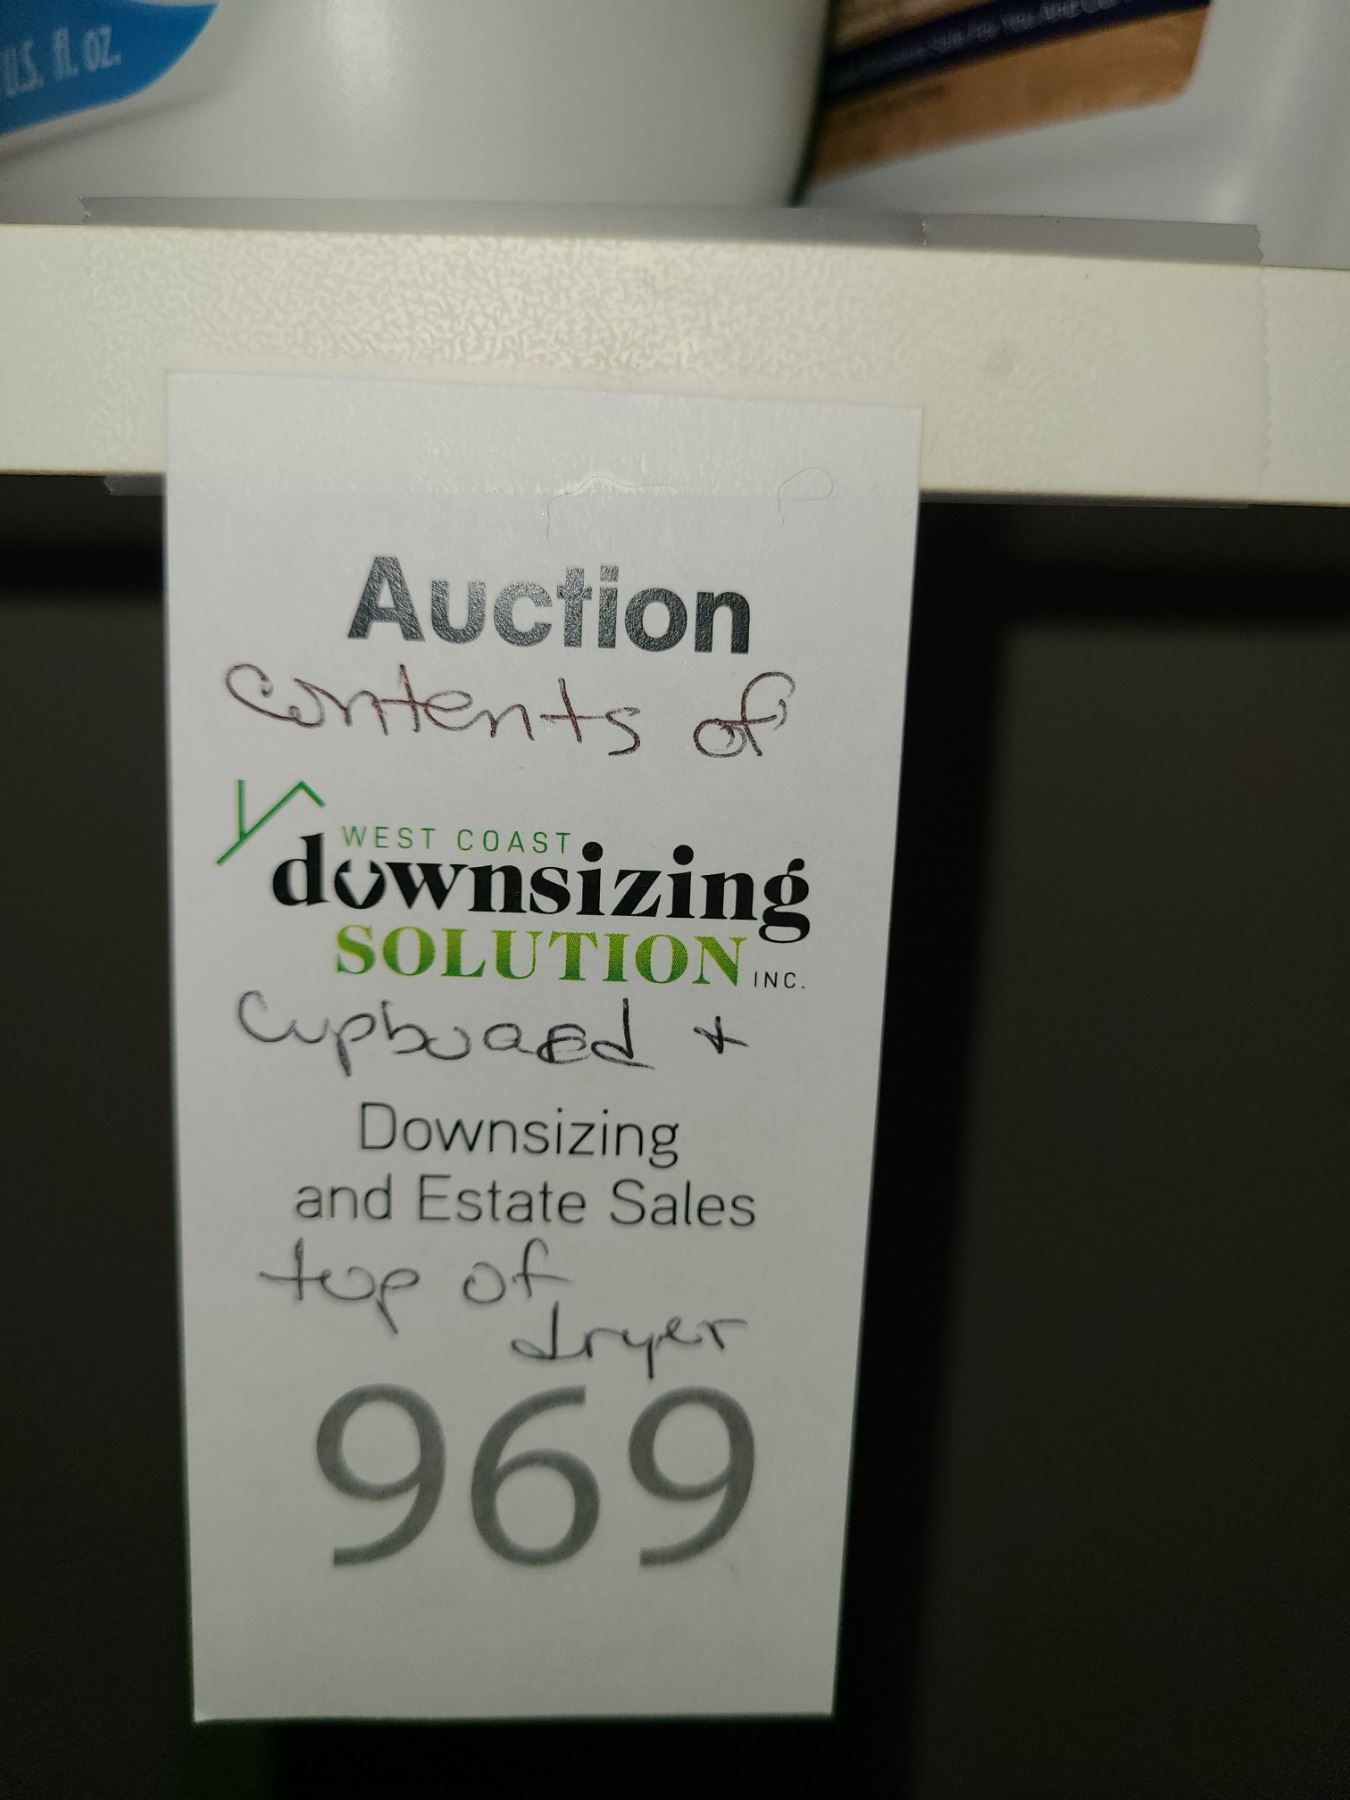 U.S. fl. oz.
Auction
contents of
WEST COAST
downsizing
SOLUTION INC.
Cupboard +
Downsizing
and Estate Sales
top of
dryer
969